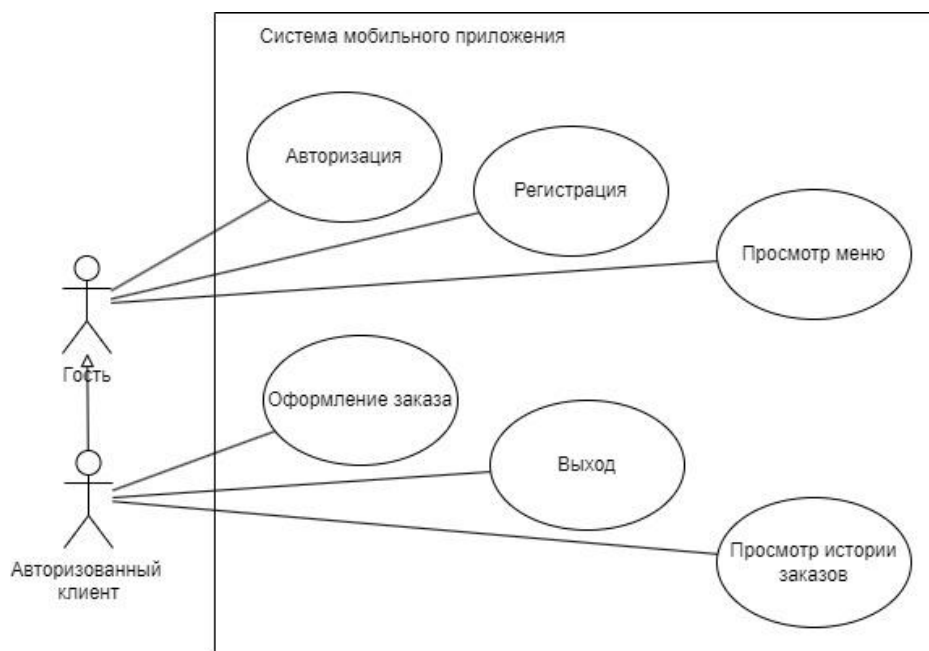 Система мобильного приложения
Авторизация
Регистрация
Просмотр меню
Гость
Оформление заказа
Выход
Просмотр истории
заказов
Авторизованный
клиент